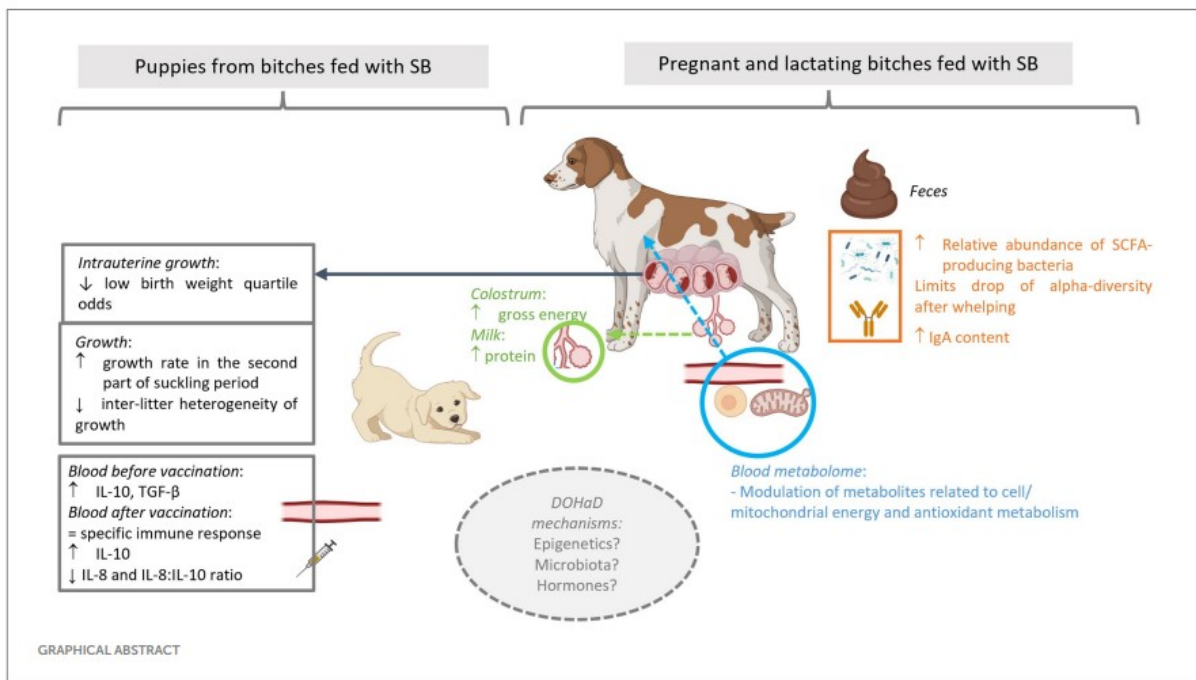 Puppies from bitches fed with SB
Pregnant and lactating bitches fed with SB
Feces
↑ Relative abundance of SCFA-
producing bacteria
Limits drop of alpha-diversity
after whelping
↑ IgA content
Intrauterine growth:
↓ low birth weight quartile
odds
Growth:
↑ growth rate in the second
part of suckling period
↓ inter-litter heterogeneity of
growth
Colostrum:
↑ gross energy
Milk:
↑ protein
Blood before vaccination:
↑ IL-10, TGF-β
Blood after vaccination:
= specific immune response
↑ IL-10
↓ IL-8 and IL-8:IL-10 ratio
DOHaD
mechanisms:
Epigenetics?
Microbiota?
Hormones?
Blood metabolome:
- Modulation of metabolites related to cell/
mitochondrial energy and antioxidant metabolism
GRAPHICAL ABSTRACT